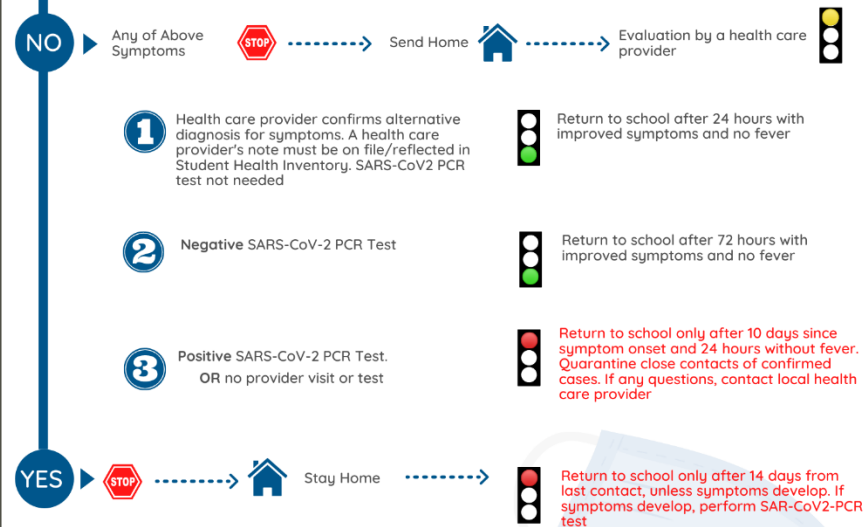 NO
Any of Above
Symptoms
STOP
Send Home
Evaluation by a health care
provider
1
Health care provider confirms alternative
diagnosis for symptoms. A health care
provider's note must be on file/reflected in
Student Health Inventory. SARS-CoV2 PCR
test not needed
Return to school after 24 hours with
improved symptoms and no fever
2
Negative SARS-CoV-2 PCR Test
Return to school after 72 hours with
improved symptoms and no fever
3
Positive SARS-CoV-2 PCR Test.
OR no provider visit or test
Return to school only after 10 days since
symptom onset and 24 hours without fever.
Quarantine close contacts of confirmed
cases. If any questions, contact local health
care provider
YES
STOP
Stay Home
Return to school only after 14 days from
last contact, unless symptoms develop. If
symptoms develop, perform SAR-CoV2-PCR
test